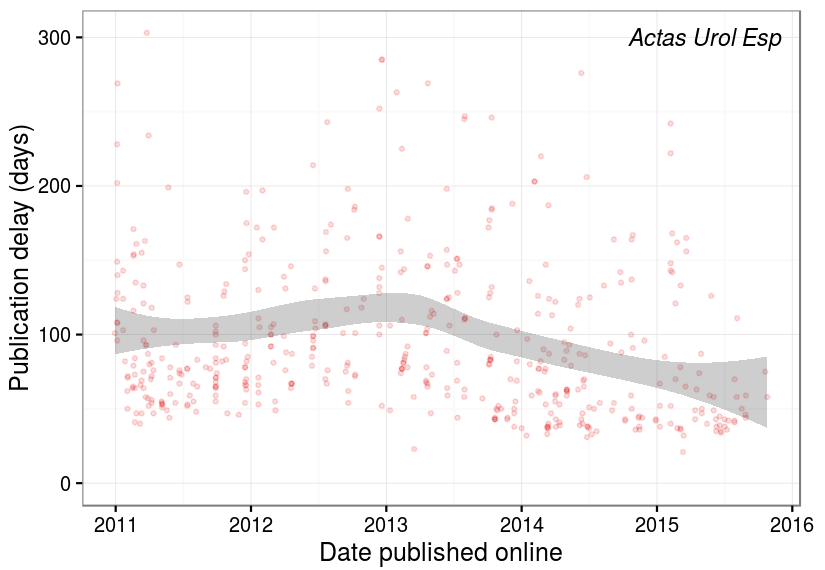 Actas Urol Esp
Publication delay (days)
300
200
100
0
2011 2012 2013 2014 2015 2016
Date published online